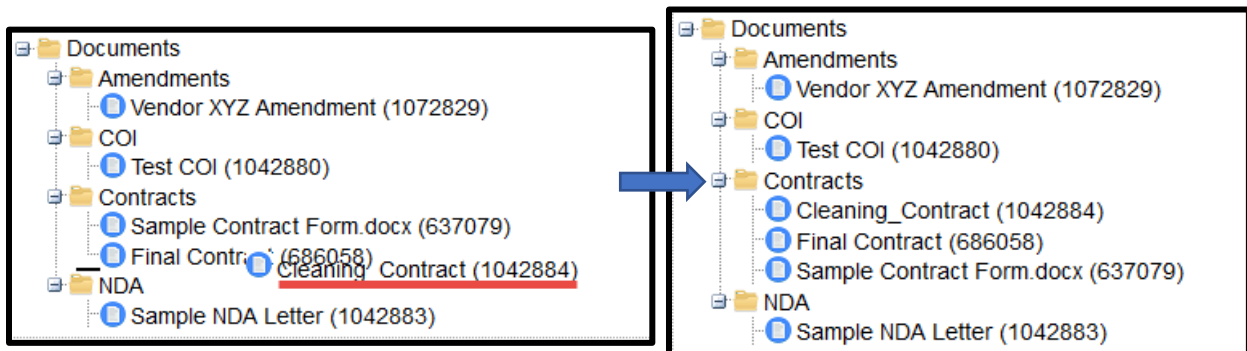 Documents
Amendments
Vendor XYZ Amendment (1072829)
COI
Test COI (1042880)
Contracts
Sample Contract Form.docx (637079)
Final Contract (686058)
Cleaning_Contract (1042884)
NDA
Sample NDA Letter (1042883)
Documents
Amendments
Vendor XYZ Amendment (1072829)
COI
Test COI (1042880)
Contracts
Cleaning_Contract (1042884)
Final Contract (686058)
Sample Contract Form.docx (637079)
NDA
Sample NDA Letter (1042883)